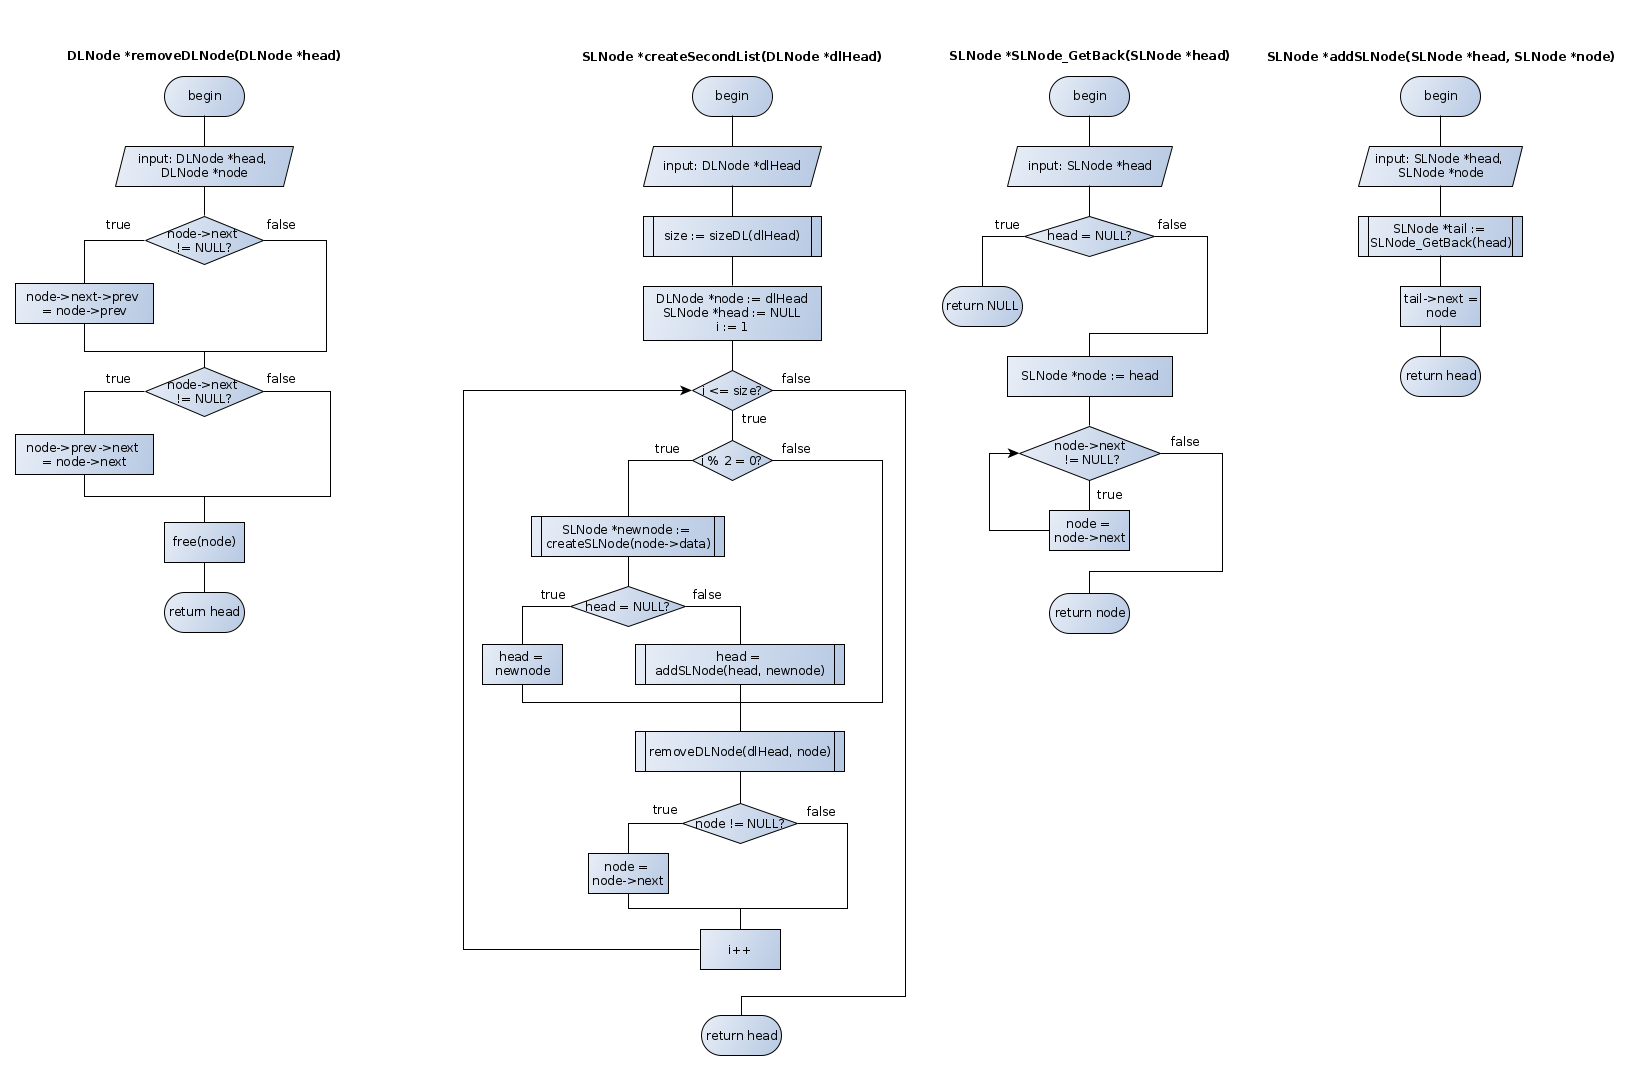 DLNode *removeDLNode(DLNode *head)
begin
input: DLNode *head,
DLNode *node
node->next
!= NULL?
true
false
node->next->prev
= node->prev
node->next
!= NULL?
true
false
node->prev->next
= node->next
free(node)
return head
SLNode *createSecondList(DLNode *dlHead)
begin
input: DLNode *dlHead
size := sizeDL(dlHead)
DLNode *node := dlHead
SLNode *head := NULL
i := 1
i <= size?
false
true
i % 2 = 0?
true
false
SLNode *newnode :=
createSLNode(node->data)
head = NULL?
true
false
head =
newnode
head =
addSLNode(head, newnode)
removeDLNode(dlHead, node)
node != NULL?
true
false
node =
node->next
i++
return head
SLNode *SLNode_GetBack(SLNode *head)
begin
input: SLNode *head
head = NULL?
true
false
return NULL
SLNode *node := head
node->next
!= NULL?
false
true
node =
node->next
return node
SLNode *addSLNode(SLNode *head, SLNode *node)
begin
input: SLNode *head,
SLNode *node
SLNode *tail :=
SLNode_GetBack(head)
tail->next =
node
return head